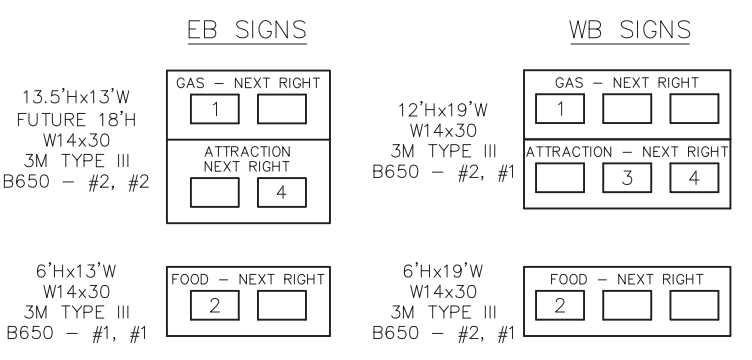 EB SIGNS
13.5'Hx13'W
FUTURE 18'H
W14x30
3M TYPE III
B650 – #2, #2
GAS – NEXT RIGHT
1
ATTRACTION
NEXT RIGHT
4
6'Hx13'W
W14x30
3M TYPE III
B650 – #1, #1
FOOD – NEXT RIGHT
2
WB SIGNS
12'Hx19'W
W14x30
3M TYPE III
B650 – #2, #1
GAS – NEXT RIGHT
1
ATTRACTION – NEXT RIGHT
3 4
6'Hx19'W
W14x30
3M TYPE III
B650 – #2, #1
FOOD – NEXT RIGHT
2